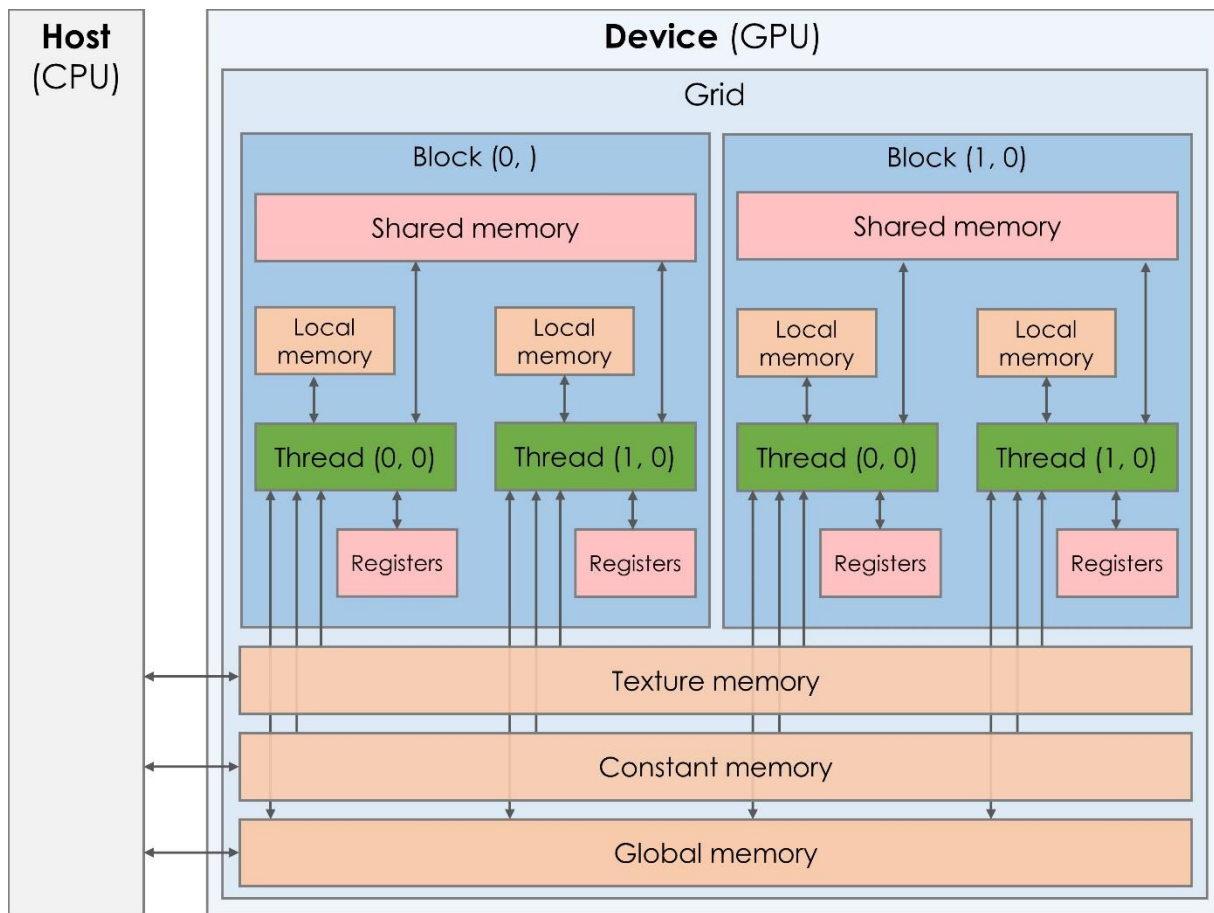 Host
(CPU)
Device (GPU)
Grid
Block (0, )
Shared memory
Local
memory
Local
memory
Thread (0, 0)
Thread (1, 0)
Registers
Registers
Block (1, 0)
Shared memory
Local
memory
Local
memory
Thread (0, 0)
Thread (1, 0)
Registers
Registers
Texture memory
Constant memory
Global memory